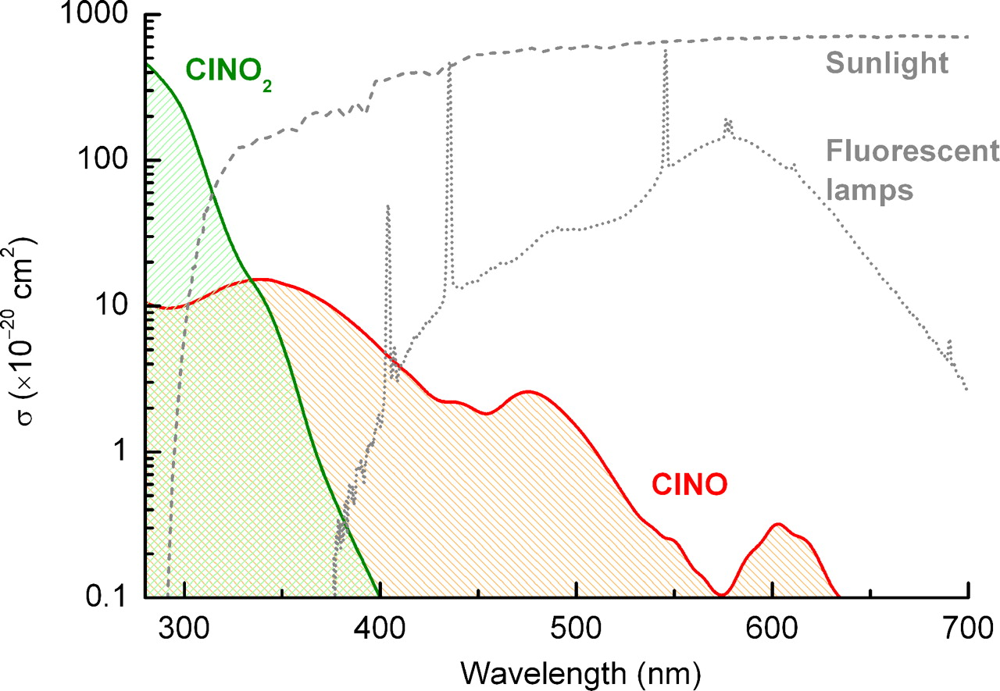 1000
100
10
1
0.1
σ (×10⁻²⁰ cm²)
ClNO₂
Sunlight
Fluorescent
lamps
ClNO
300 400 500 600 700
Wavelength (nm)